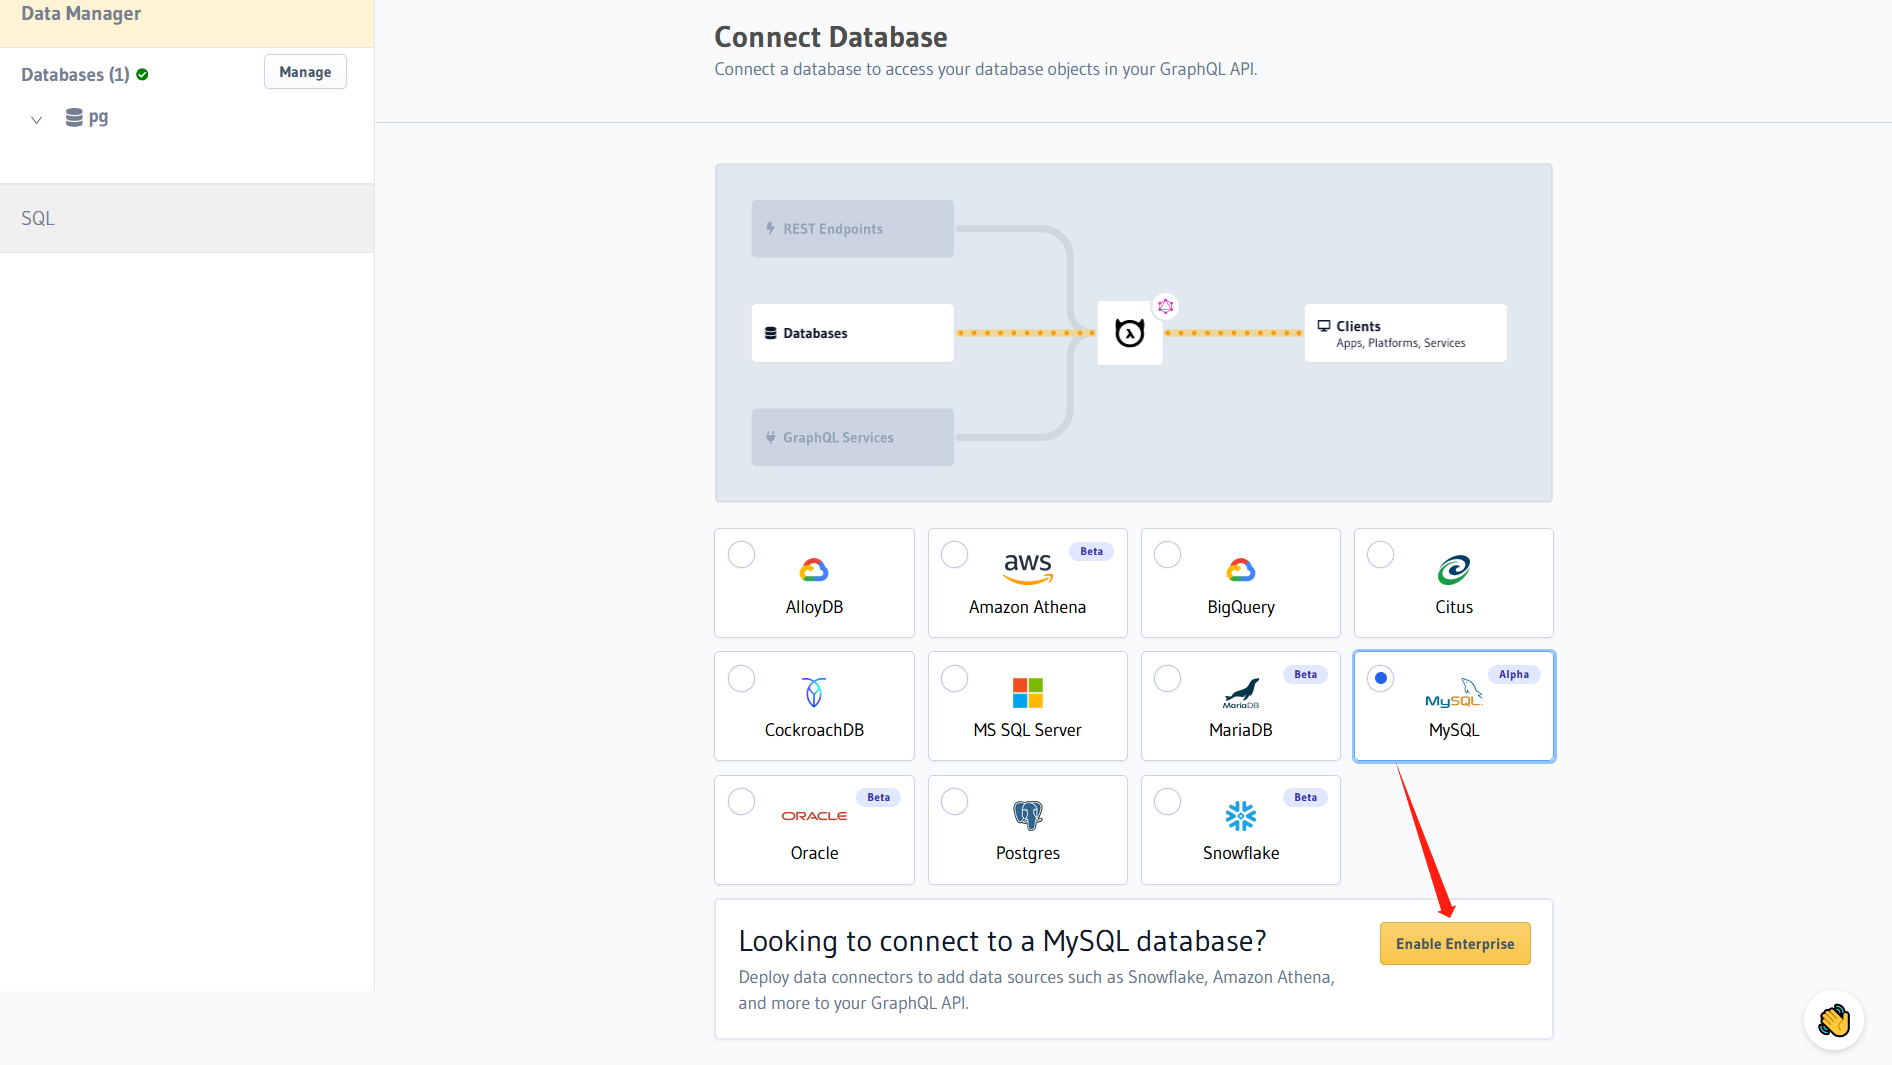 Data Manager
Databases (1)
Manage
pg
SQL
Connect Database
Connect a database to access your database objects in your GraphQL API.
REST Endpoints
Databases
Clients
Apps, Platforms, Services
GraphQL Services
AlloyDB
aws
Beta
Amazon Athena
BigQuery
Citus
CockroachDB
MS SQL Server
Beta
MariaDB
MariaDB
Alpha
MySQL
MySQL
Beta
ORACLE
Oracle
Postgres
Beta
Snowflake
Looking to connect to a MySQL database?
Deploy data connectors to add data sources such as Snowflake, Amazon Athena,
and more to your GraphQL API.
Enable Enterprise